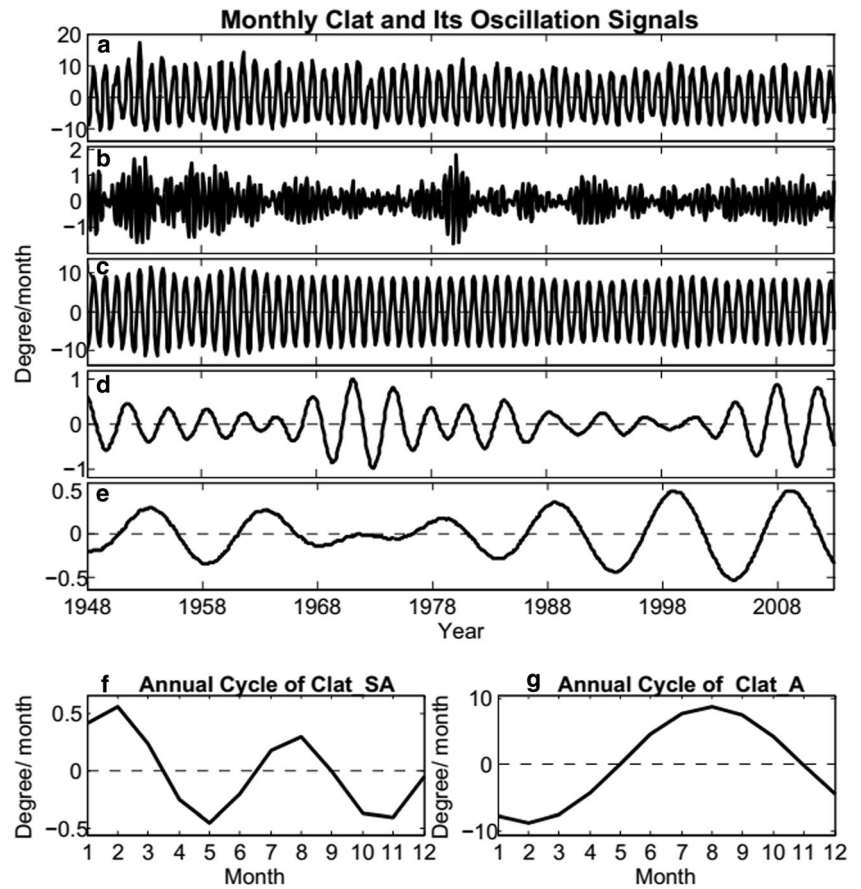 Monthly Clat and Its Oscillation Signals
a
20
10
0
−10
b
2
1
0
−1
c
10
0
−10
d
1
0
−1
e
0.5
0
−0.5
Degree/month
1948 1958 1968 1978 1988 1998 2008
Year
f Annual Cycle of Clat_SA
0.5
0
−0.5
Degree/ month
1 2 3 4 5 6 7 8 9 10 11 12
Month
g Annual Cycle of Clat_A
10
0
−10
Degree/ month
1 2 3 4 5 6 7 8 9 10 11 12
Month